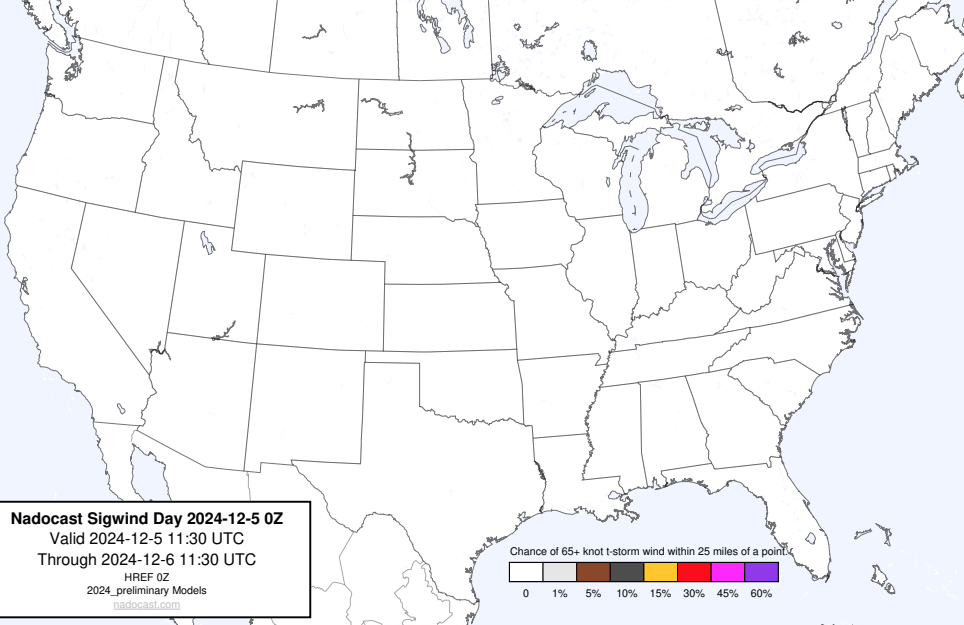 Nadocast Sigwind Day 2024-12-5 0Z
Valid 2024-12-5 11:30 UTC
Through 2024-12-6 11:30 UTC
HREF 0Z
2024_preliminary Models
nadocast.com
Chance of 65+ knot t-storm wind within 25 miles of a point.
0 1% 5% 10% 15% 30% 45% 60%